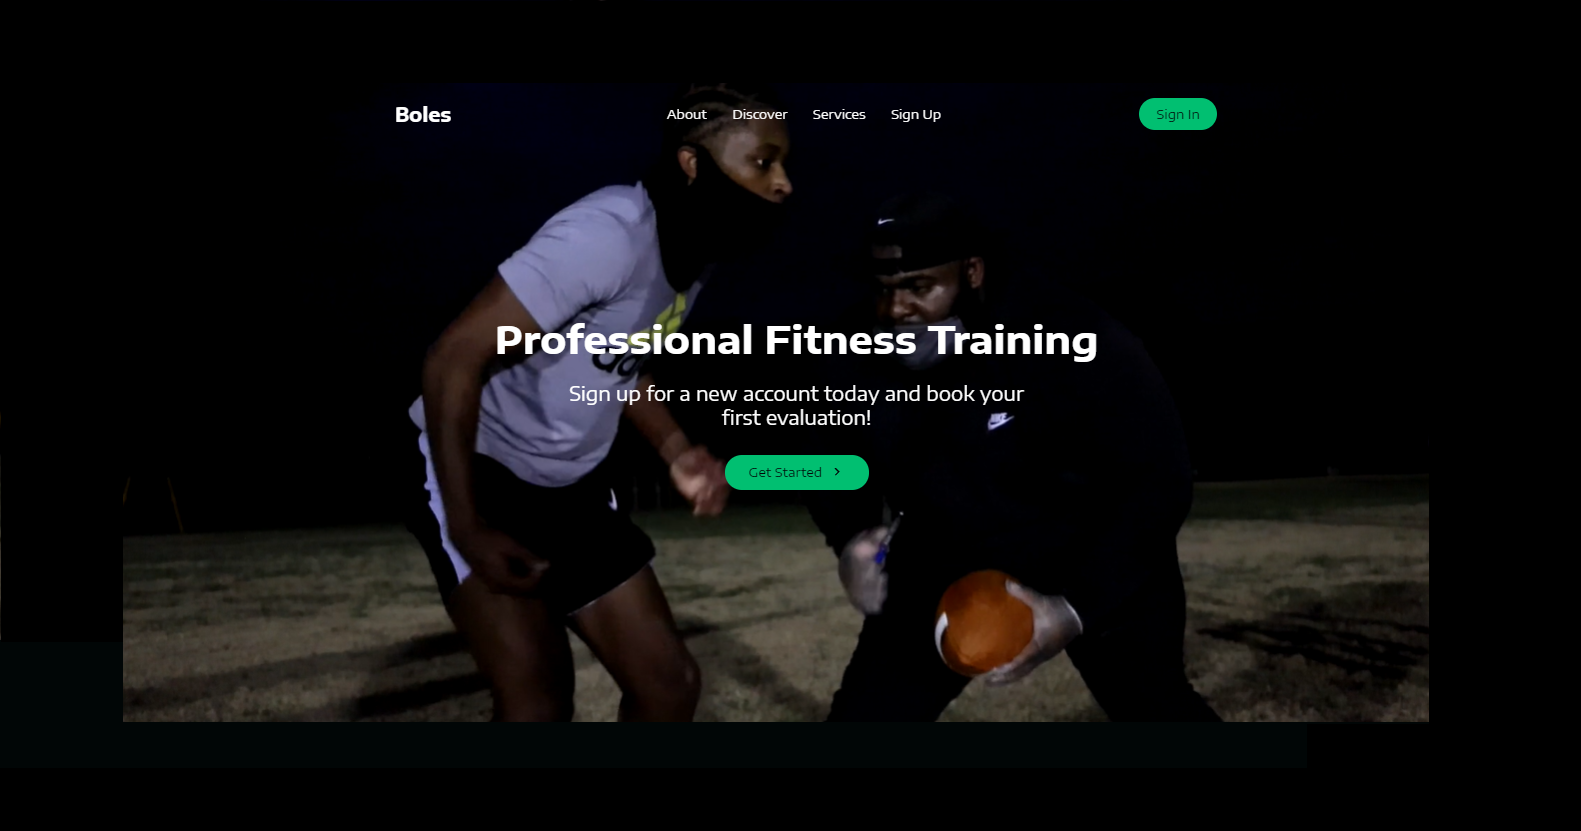 Boles
About Discover Services Sign Up
Sign In
Professional Fitness Training
Sign up for a new account today and book your
first evaluation!
Get Started